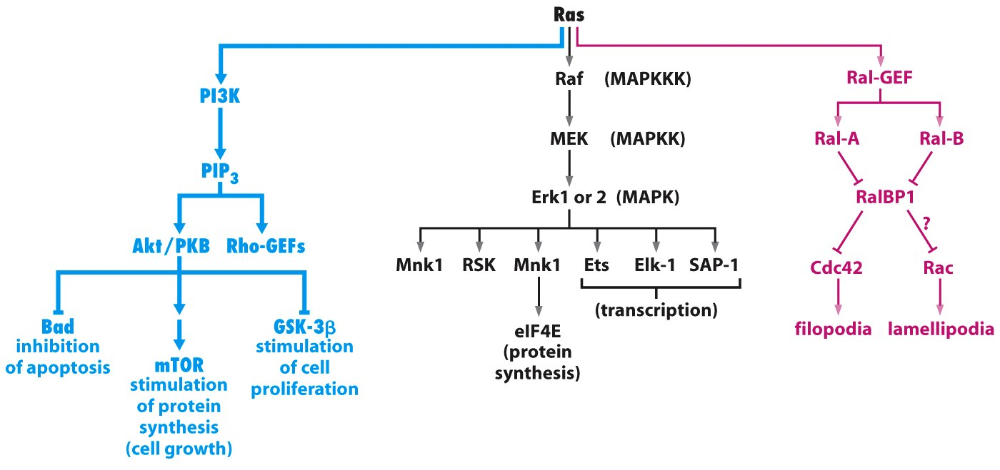 Ras
PI3K
PIP3
Akt/PKB Rho-GEFs
Bad
inhibition
of apoptosis
mTOR
stimulation
of protein
synthesis
(cell growth)
GSK-3β
stimulation
of cell
proliferation
Raf (MAPKKK)
MEK (MAPKK)
Erk1 or 2 (MAPK)
Mnk1 RSK Mnk1 Ets Elk-1 SAP-1
(transcription)
eIF4E
(protein
synthesis)
Ral-GEF
Ral-A Ral-B
RalBP1
?
Cdc42 Rac
filopodia lamellipodia